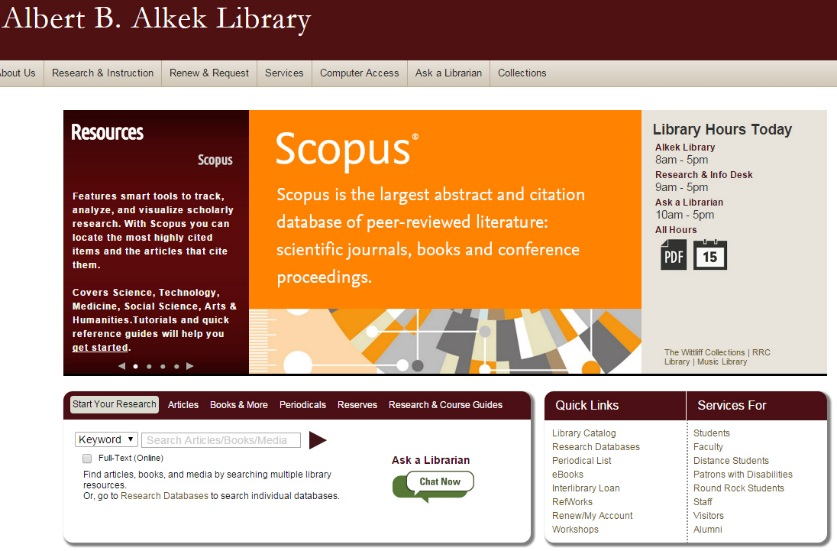 Albert B. Alkek Library
bout Us Research & Instruction Renew & Request Services Computer Access Ask a Librarian Collections
Resources
Scopus
Features smart tools to track,
analyze, and visualize scholarly
research. With Scopus you can
locate the most highly cited
items and the articles that cite
them.
Covers Science, Technology,
Medicine, Social Science, Arts &
Humanities.Tutorials and quick
reference guides will help you
get started.
Scopus®
Scopus is the largest abstract and citation
database of peer-reviewed literature:
scientific journals, books and conference
proceedings.
Library Hours Today
Alkek Library
8am - 5pm
Research & Info Desk
9am - 5pm
Ask a Librarian
10am - 5pm
All Hours
PDF 15
The Wittliff Collections | RRC
Library | Music Library
Start Your Research Articles Books & More Periodicals Reserves Research & Course Guides
Keyword Search Articles/Books/Media
Full-Text (Online)
Find articles, books, and media by searching multiple library
resources.
Or, go to Research Databases to search individual databases.
Ask a Librarian
Chat Now
Quick Links
Library Catalog
Research Databases
Periodical List
eBooks
Interlibrary Loan
RefWorks
Renew/My Account
Workshops
Services For
Students
Faculty
Distance Students
Patrons with Disabilities
Round Rock Students
Staff
Visitors
Alumni